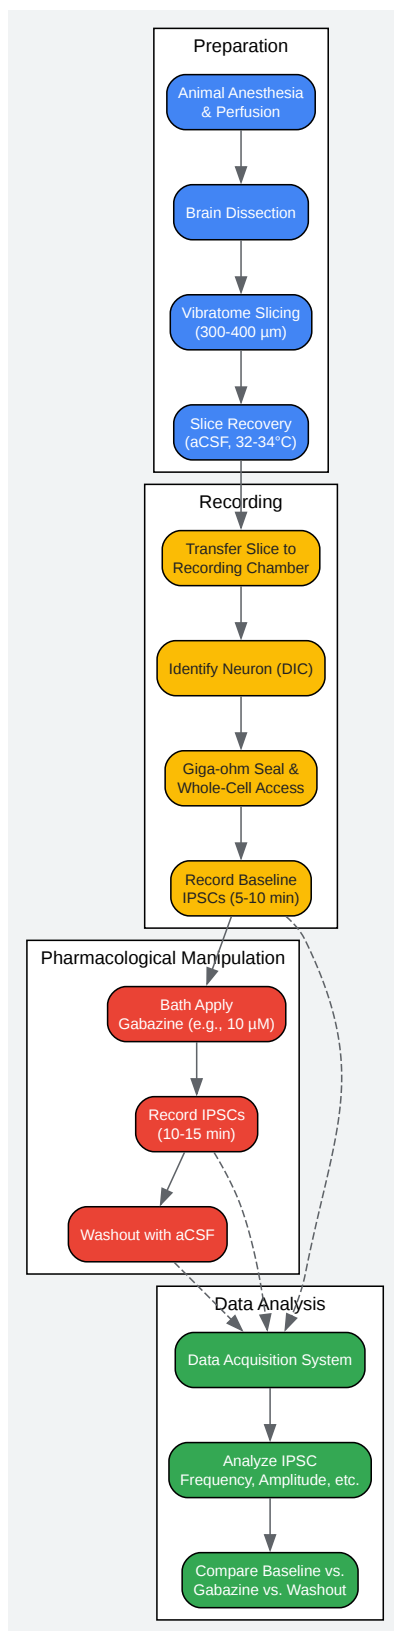 Preparation
Animal Anesthesia
& Perfusion
Brain Dissection
Vibratome Slicing
(300-400 µm)
Slice Recovery
(aCSF, 32-34°C)
Recording
Transfer Slice to
Recording Chamber
Identify Neuron (DIC)
Giga-ohm Seal &
Whole-Cell Access
Record Baseline
IPSCs (5-10 min)
Pharmacological Manipulation
Bath Apply
Gabazine (e.g., 10 µM)
Record IPSCs
(10-15 min)
Washout with aCSF
Data Analysis
Data Acquisition System
Analyze IPSC
Frequency, Amplitude, etc.
Compare Baseline vs.
Gabazine vs. Washout